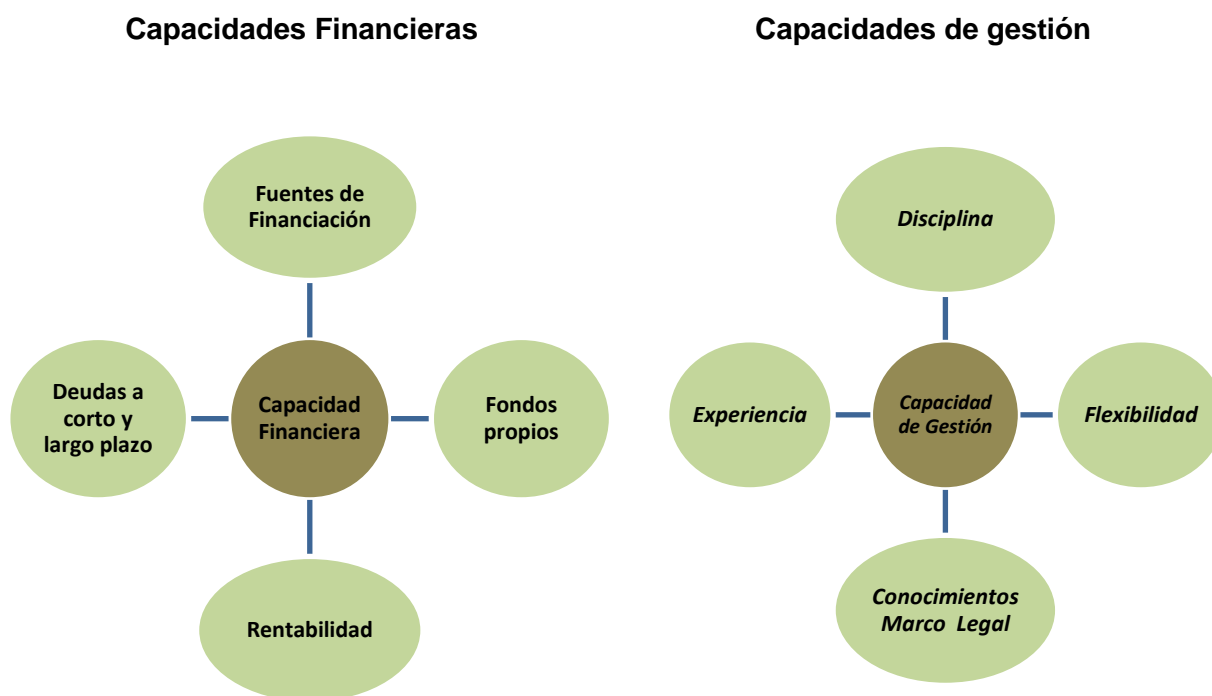 Capacidades Financieras
Fuentes de
Financiación
Deudas a
corto y
largo plazo
Capacidad
Financiera
Fondos
propios
Rentabilidad
Capacidades de gestión
Disciplina
Experiencia
Capacidad
de Gestión
Flexibilidad
Conocimientos
Marco Legal